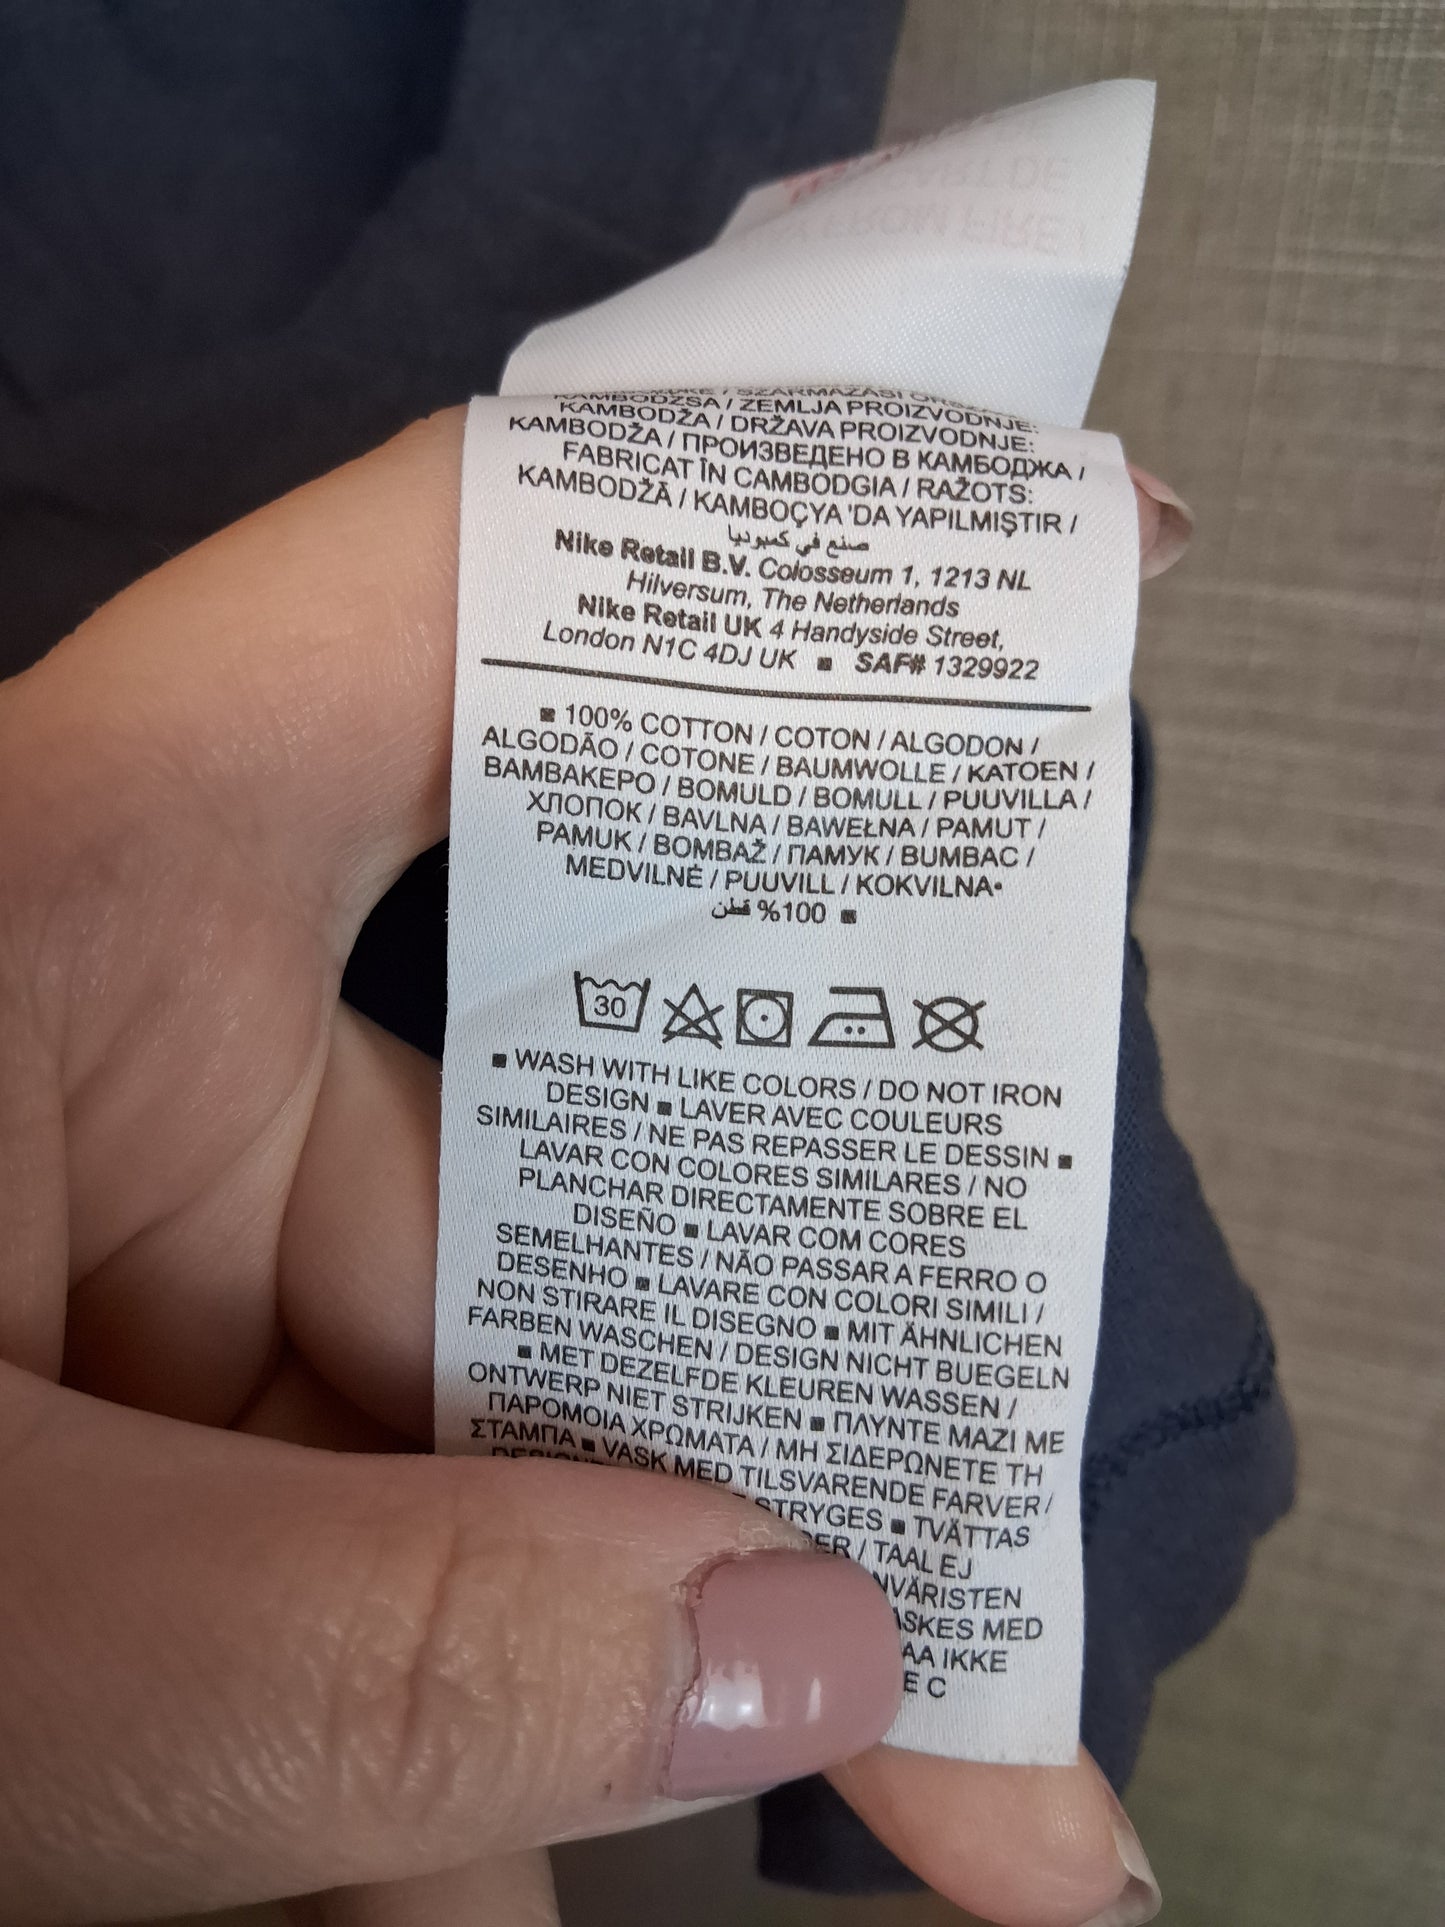 KEEP AWAY FROM FIRE
KAMBODZSA / ZEMLJA PROIZVODNJE:
KAMBODŽA / DRŽAVA PROIZVODNJE:
KAMBODŽA / ПРОИЗВЕДЕНО В КАМБОДЖА /
FABRICAT ÎN CAMBODGIA / RAŽOTS:
KAMBODŽĀ / KAMBOÇYA 'DA YAPILMIŞTIR /
صنع في كمبوديا
Nike Retail B.V. Colosseum 1, 1213 NL
Hilversum, The Netherlands
Nike Retail UK 4 Handyside Street,
London N1C 4DJ UK ■ SAF# 1329922
■ 100% COTTON / COTON / ALGODON /
ALGODÃO / COTONE / BAUMWOLLE / KATOEN /
ΒΑΜΒΑΚΕΡΟ / BOMULD / BOMULL / PUUVILLA /
ХЛОПОК / BAVLNA / BAWEŁNA / PAMUT /
PAMUK / BOMBAŽ / ПАМУК / BUMBAC /
MEDVILNĖ / PUUVILL / KOKVILNA•
■ 100% قطن
30
■ WASH WITH LIKE COLORS / DO NOT IRON
DESIGN ■ LAVER AVEC COULEURS
SIMILAIRES / NE PAS REPASSER LE DESSIN ■
LAVAR CON COLORES SIMILARES / NO
PLANCHAR DIRECTAMENTE SOBRE EL
DISEÑO ■ LAVAR COM CORES
SEMELHANTES / NÃO PASSAR A FERRO O
DESENHO ■ LAVARE CON COLORI SIMILI /
NON STIRARE IL DISEGNO ■ MIT ÄHNLICHEN
FARBEN WASCHEN / DESIGN NICHT BUEGELN
■ MET DEZELFDE KLEUREN WASSEN /
ONTWERP NIET STRIJKEN ■ ΠΛΥΝΤΕ ΜΑΖΙ ΜΕ
ΠΑΡΟΜΟΙΑ ΧΡΩΜΑΤΑ / ΜΗ ΣΙΔΕΡΩΝΕΤΕ ΤΗ
ΣΤΑΜΠΑ ■ VASK MED TILSVARENDE FARVER /
STRYGES ■ TVÄTTAS
/ TAAL EJ
MED
IKKE
C